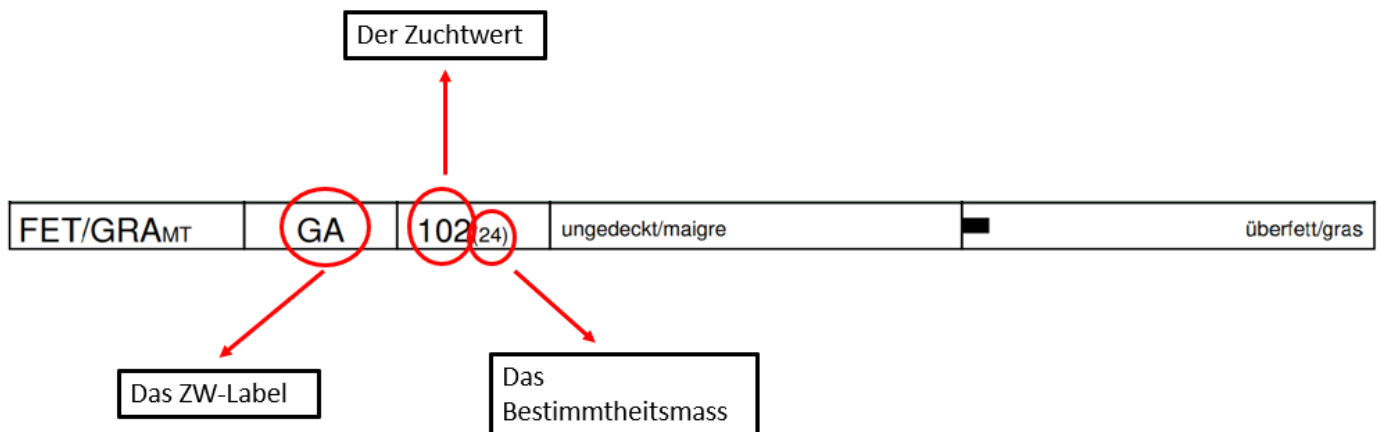 Der Zuchtwert
FET/GRAMT GA 102(24) ungedeckt/maigre überfett/gras
Das ZW-Label
Das
Bestimmtheitsmass